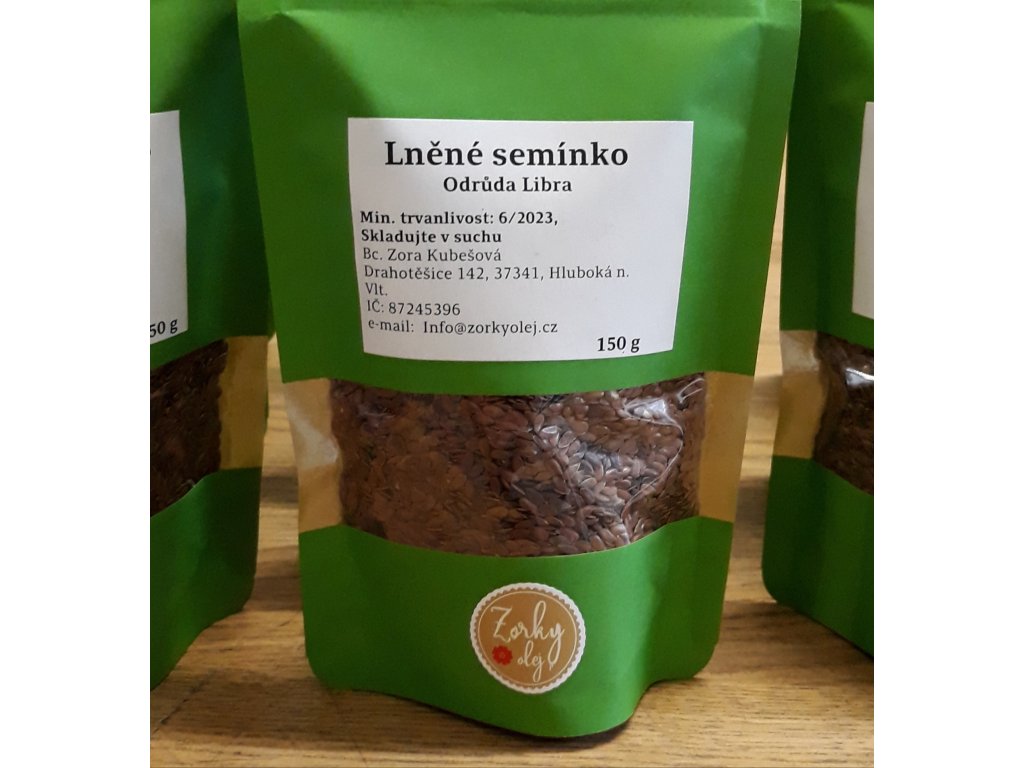 Lněné semínko
Odrůda Libra
Min. trvanlivost: 6/2023,
Skladujte v suchu
Bc. Zora Kubešová
Drahotěšice 142, 37341, Hluboká n.
Vlt.
IČ: 87245396
e-mail: Info@zorkyolej.cz
150 g
50 g
Zorky
olej